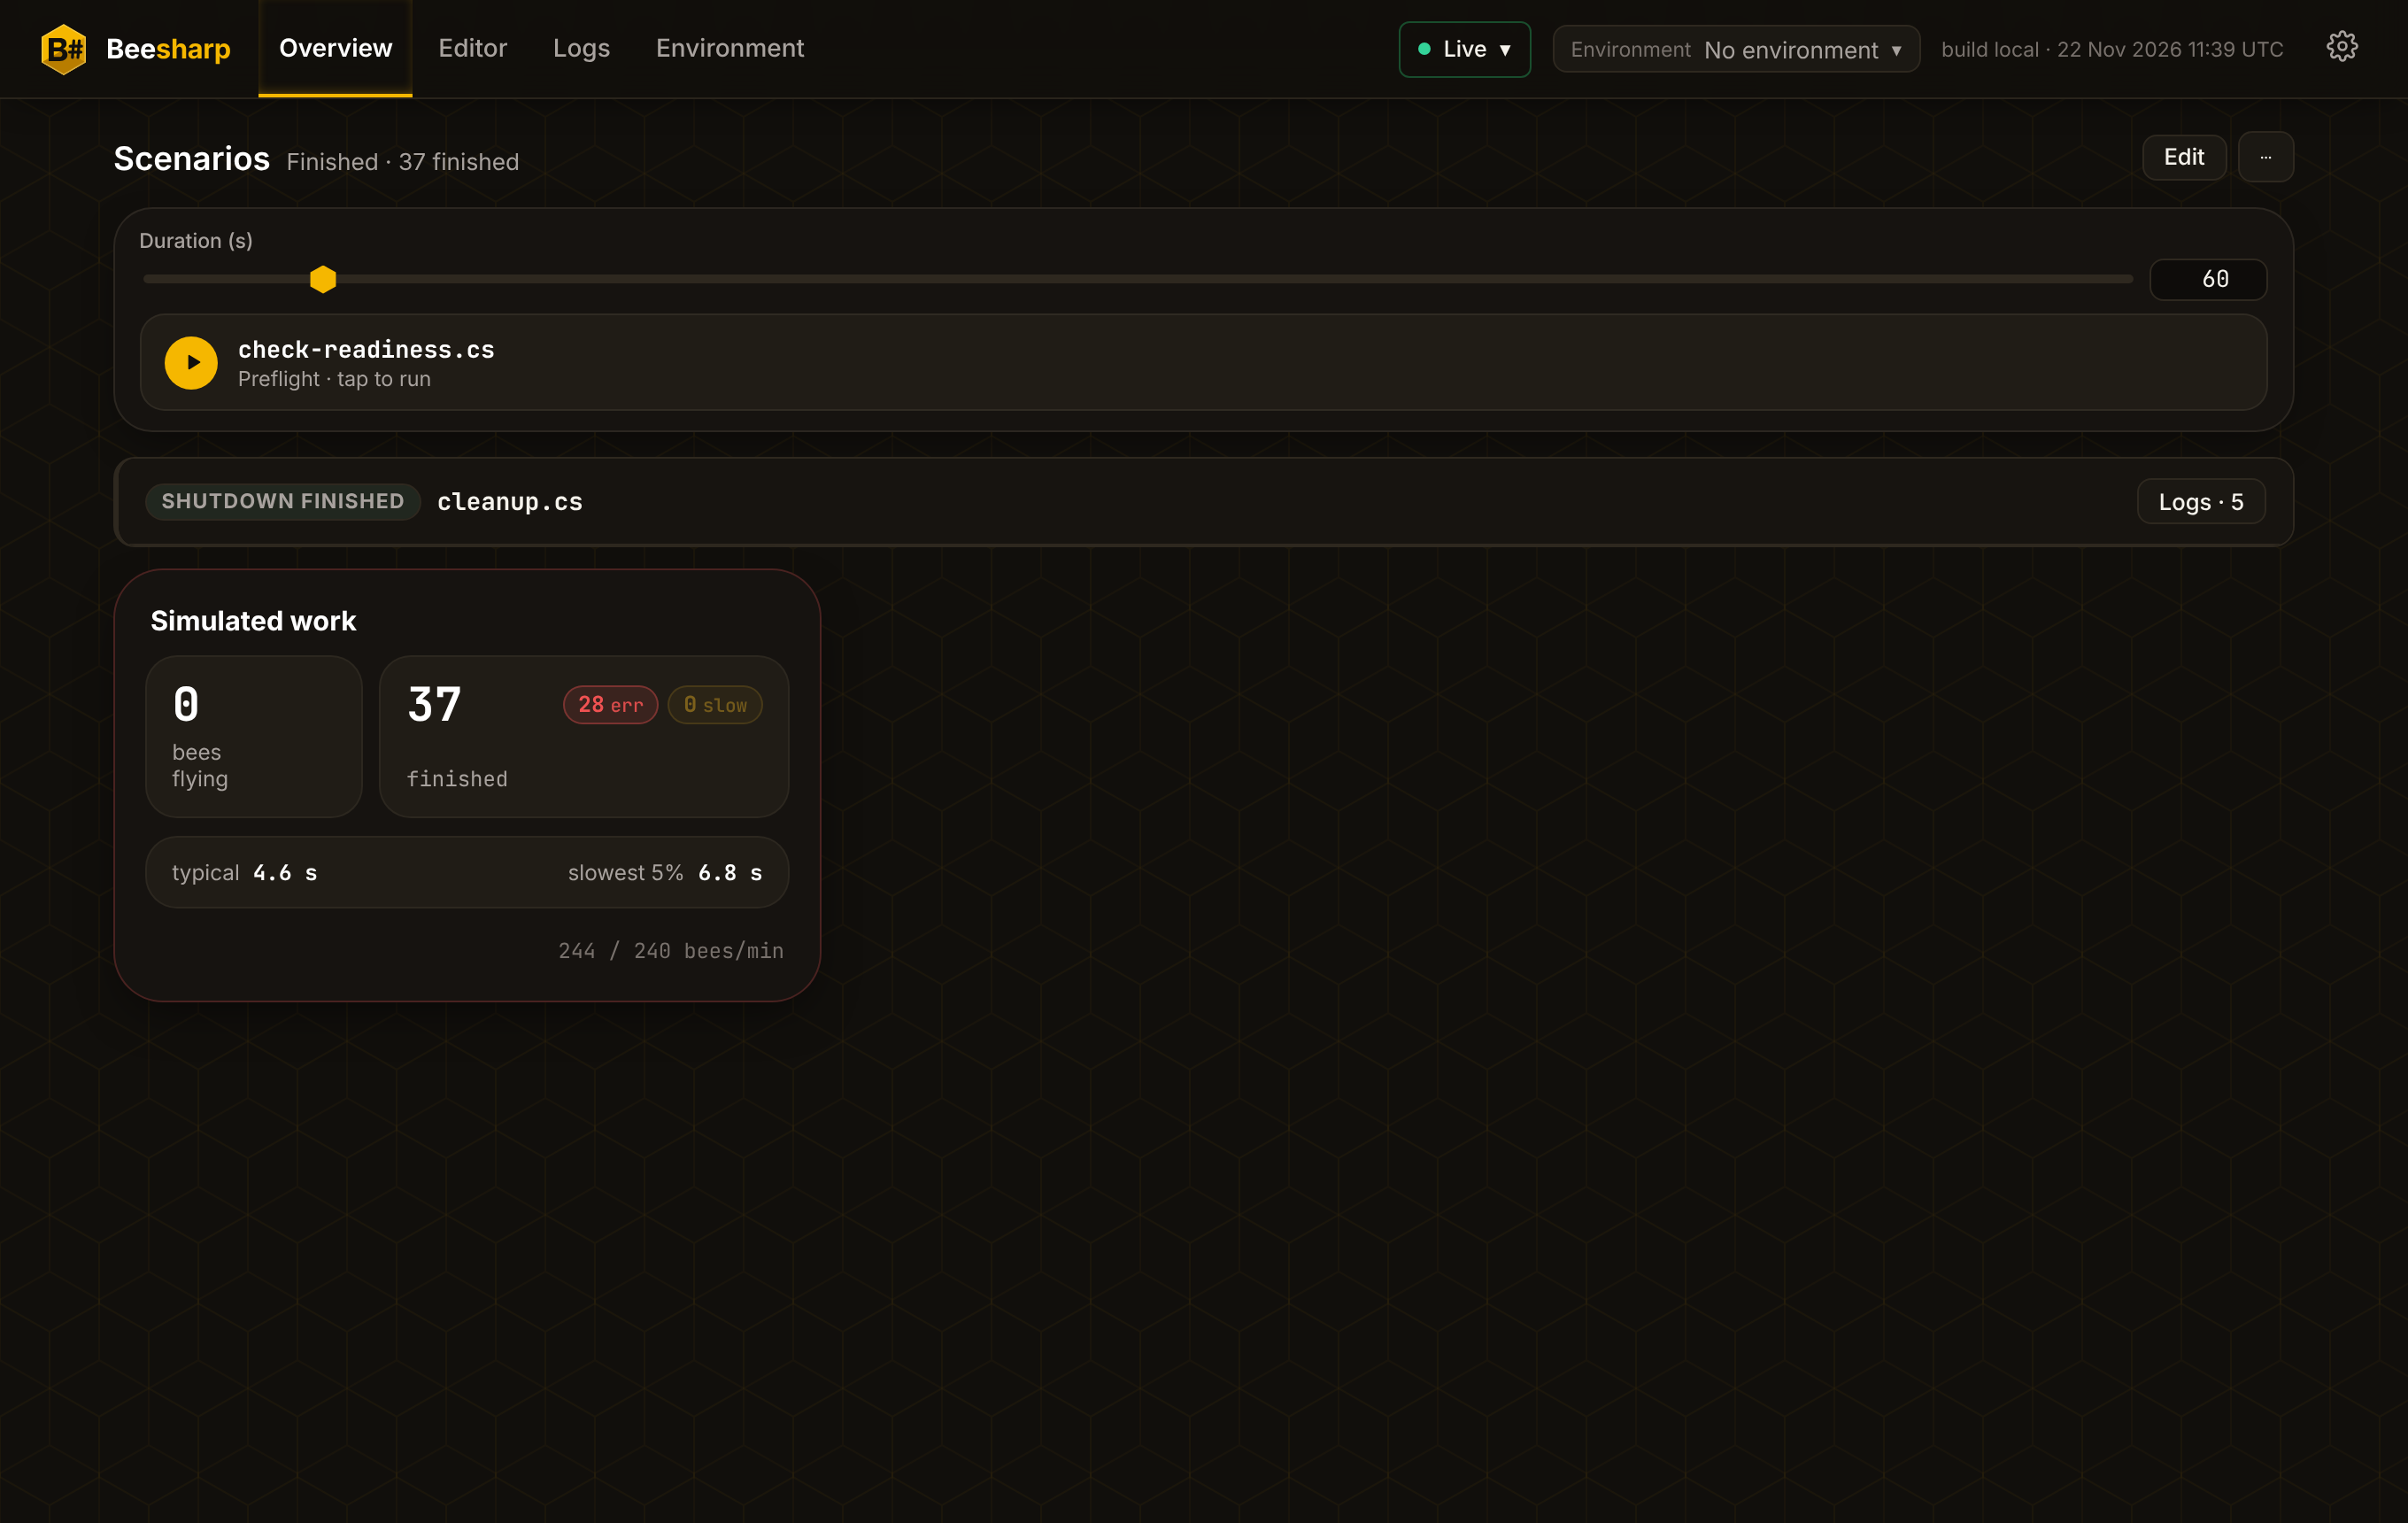 B# Beesharp Overview Editor Logs Environment Live ▾ Environment No environment ▾ build local · 22 Nov 2026 11:39 UTC
Scenarios Finished · 37 finished Edit ...
Duration (s)
60
check-readiness.cs
Preflight · tap to run
SHUTDOWN FINISHED cleanup.cs Logs · 5
Simulated work
0
bees
flying
37 28 err 0 slow
finished
typical 4.6 s slowest 5% 6.8 s
244 / 240 bees/min